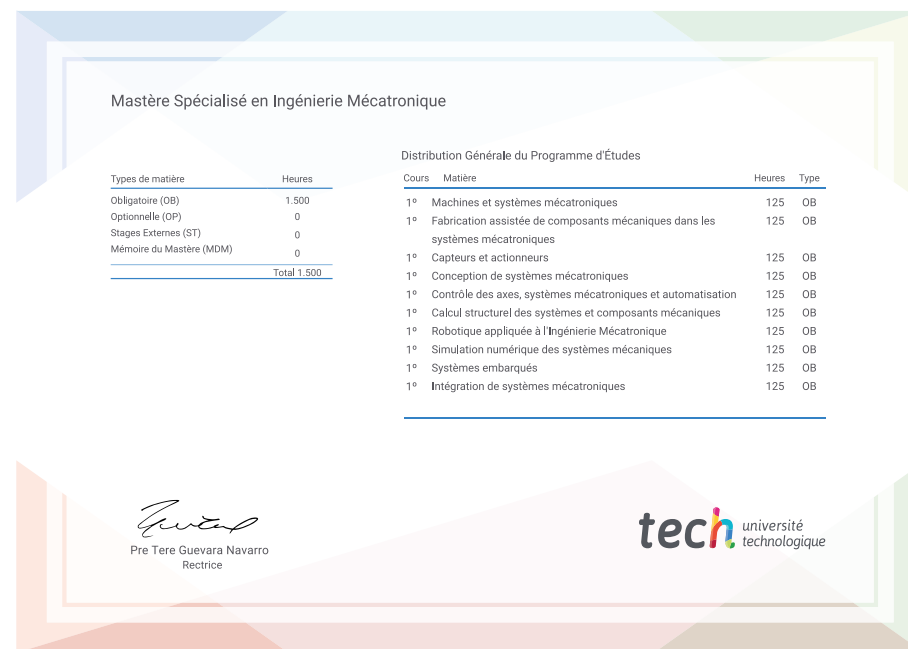 Mastère Spécialisé en Ingénierie Mécatronique
Types de matière Heures
Obligatoire (OB) 1.500
Optionnelle (OP) 0
Stages Externes (ST) 0
Mémoire du Mastère (MDM) 0
Total 1.500
Distribution Générale du Programme d'Études
Cours Matière Heures Type
1º Machines et systèmes mécatroniques 125 OB
1º Fabrication assistée de composants mécaniques dans les 125 OB
systèmes mécatroniques
1º Capteurs et actionneurs 125 OB
1º Conception de systèmes mécatroniques 125 OB
1º Contrôle des axes, systèmes mécatroniques et automatisation 125 OB
1º Calcul structurel des systèmes et composants mécaniques 125 OB
1º Robotique appliquée à l'Ingénierie Mécatronique 125 OB
1º Simulation numérique des systèmes mécaniques 125 OB
1º Systèmes embarqués 125 OB
1º Intégration de systèmes mécatroniques 125 OB
Pre Tere Guevara Navarro
Rectrice
tech université
technologique